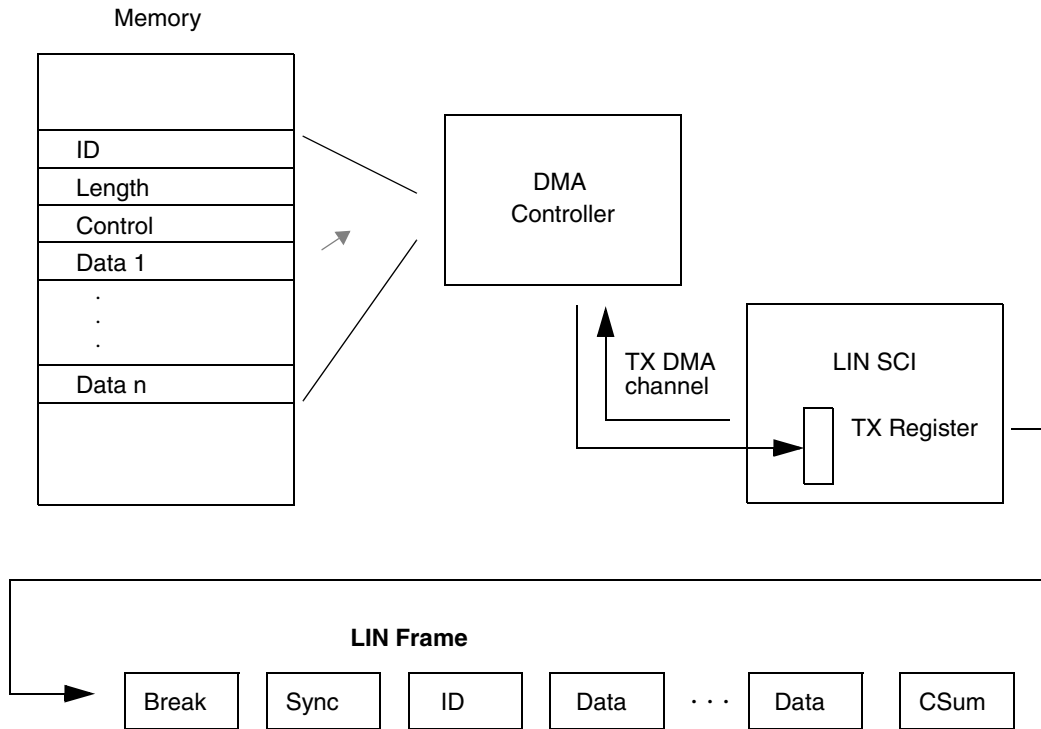 Memory
ID
Length
Control
Data 1
.
.
.
Data n
DMA
Controller
TX DMA
channel
LIN SCI
TX Register
LIN Frame
Break
Sync
ID
Data
. . .
Data
CSum